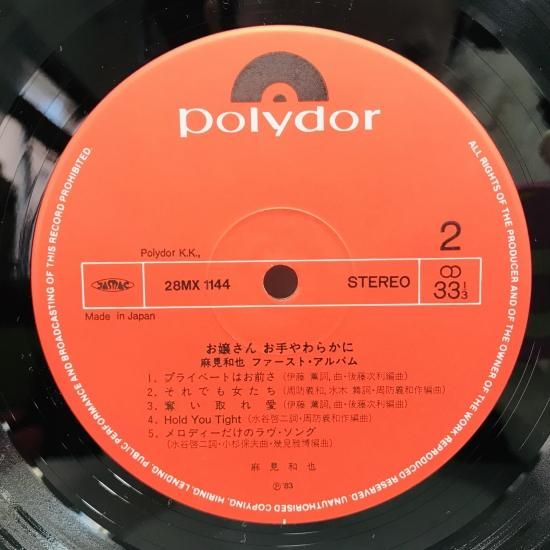 polydor
Polydor K.K.,
2
JASRAC
28MX 1144
STEREO
33 1/3
Made in Japan
お嬢さん お手やわらかに
麻見和也 ファースト・アルバム
1. プライベートはお前さ (伊藤 薫詞,曲・後藤次利編曲)
2. それでも女たち (周防義和,水木 舞詞・周防義和作編曲)
3. 奪い取れ愛 (伊藤 薫詞,曲・後藤次利編曲)
4. Hold You Tight (水谷啓二詞・周防義和作編曲)
5. メロディーだけのラヴ・ソング
(水谷啓二詞・小杉保夫曲・幾見雅博編曲)
麻見和也
Ⓟ'83
ALL RIGHTS OF THE PRODUCER AND OF THE OWNER OF THE WORK REPRODUCED RESERVED. UNAUTHORISED COPYING, HIRING, LENDING, PUBLIC PERFORMANCE AND BROADCASTING OF THIS RECORD PROHIBITED.